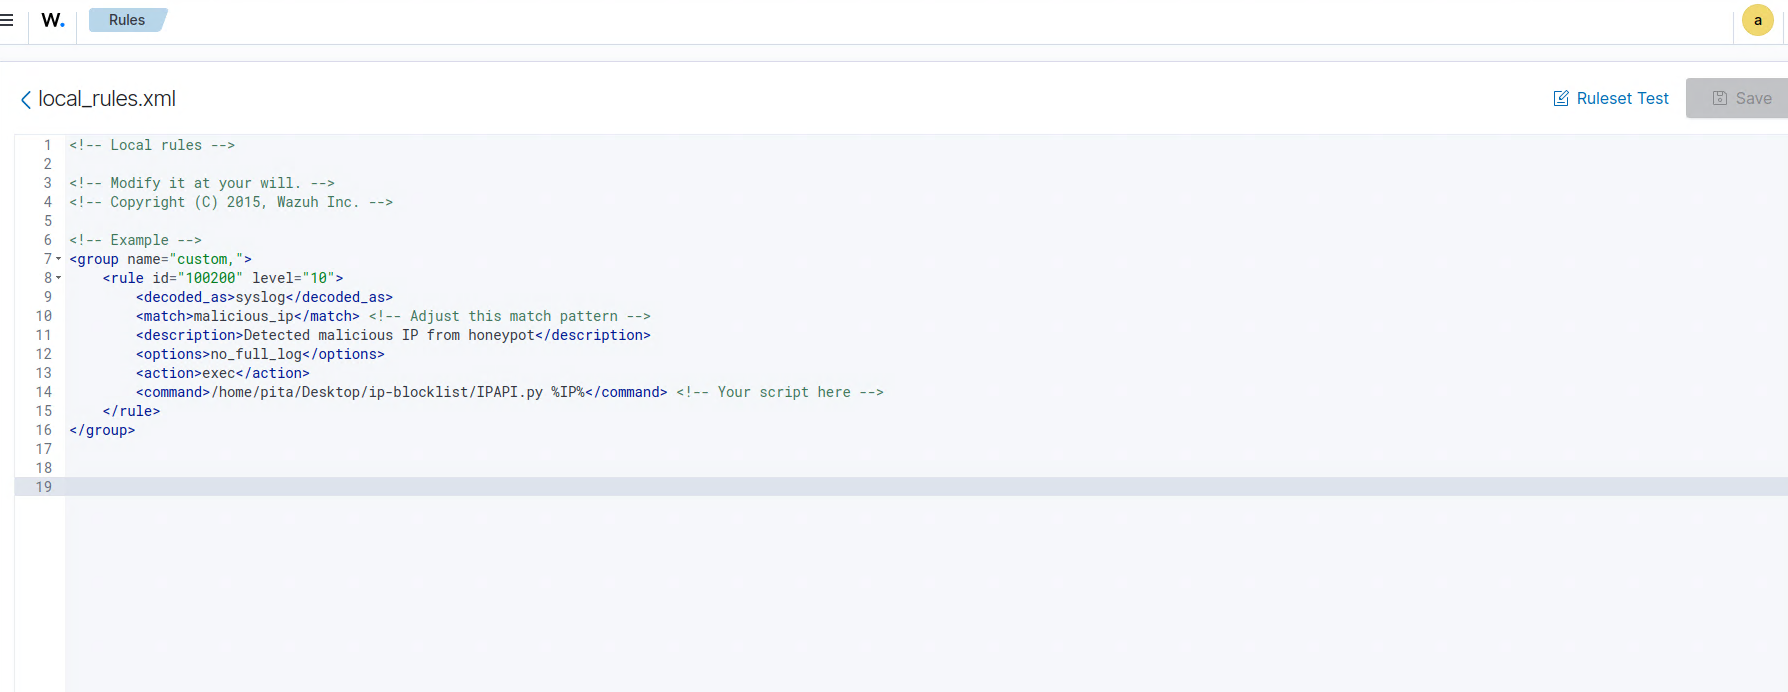 W. Rules a
local_rules.xml Ruleset Test Save
1 <!-- Local rules -->
2
3 <!-- Modify it at your will. -->
4 <!-- Copyright (C) 2015, Wazuh Inc. -->
5
6 <!-- Example -->
7 <group name="custom,">
8     <rule id="100200" level="10">
9         <decoded_as>syslog</decoded_as>
10         <match>malicious_ip</match> <!-- Adjust this match pattern -->
11         <description>Detected malicious IP from honeypot</description>
12         <options>no_full_log</options>
13         <action>exec</action>
14         <command>/home/pita/Desktop/ip-blocklist/IPAPI.py %IP%</command> <!-- Your script here -->
15     </rule>
16 </group>
17
18
19